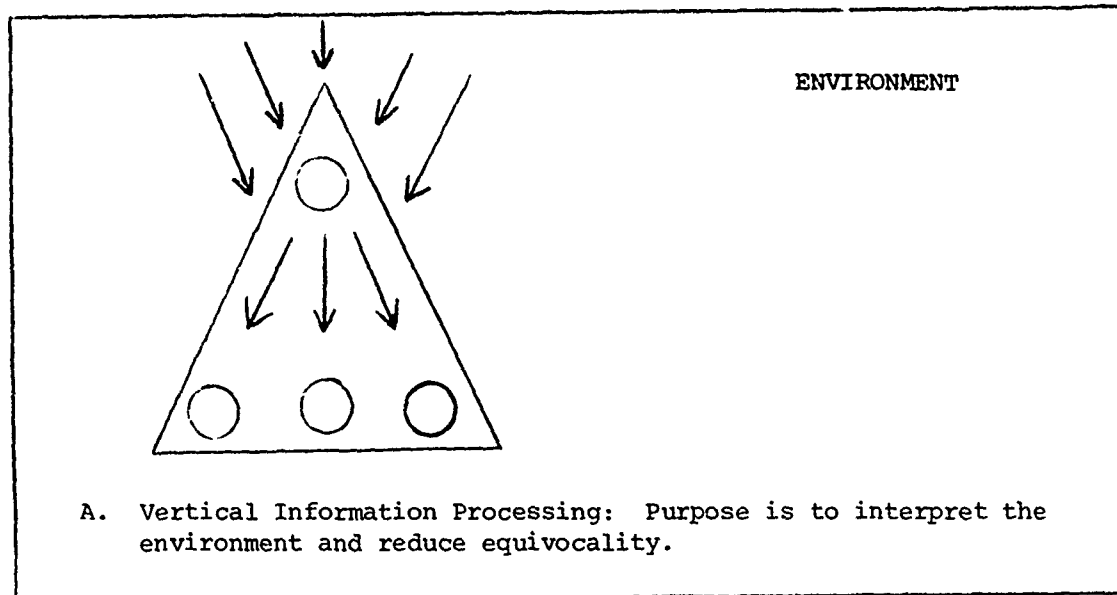 ENVIRONMENT
A. Vertical Information Processing: Purpose is to interpret the
environment and reduce equivocality.